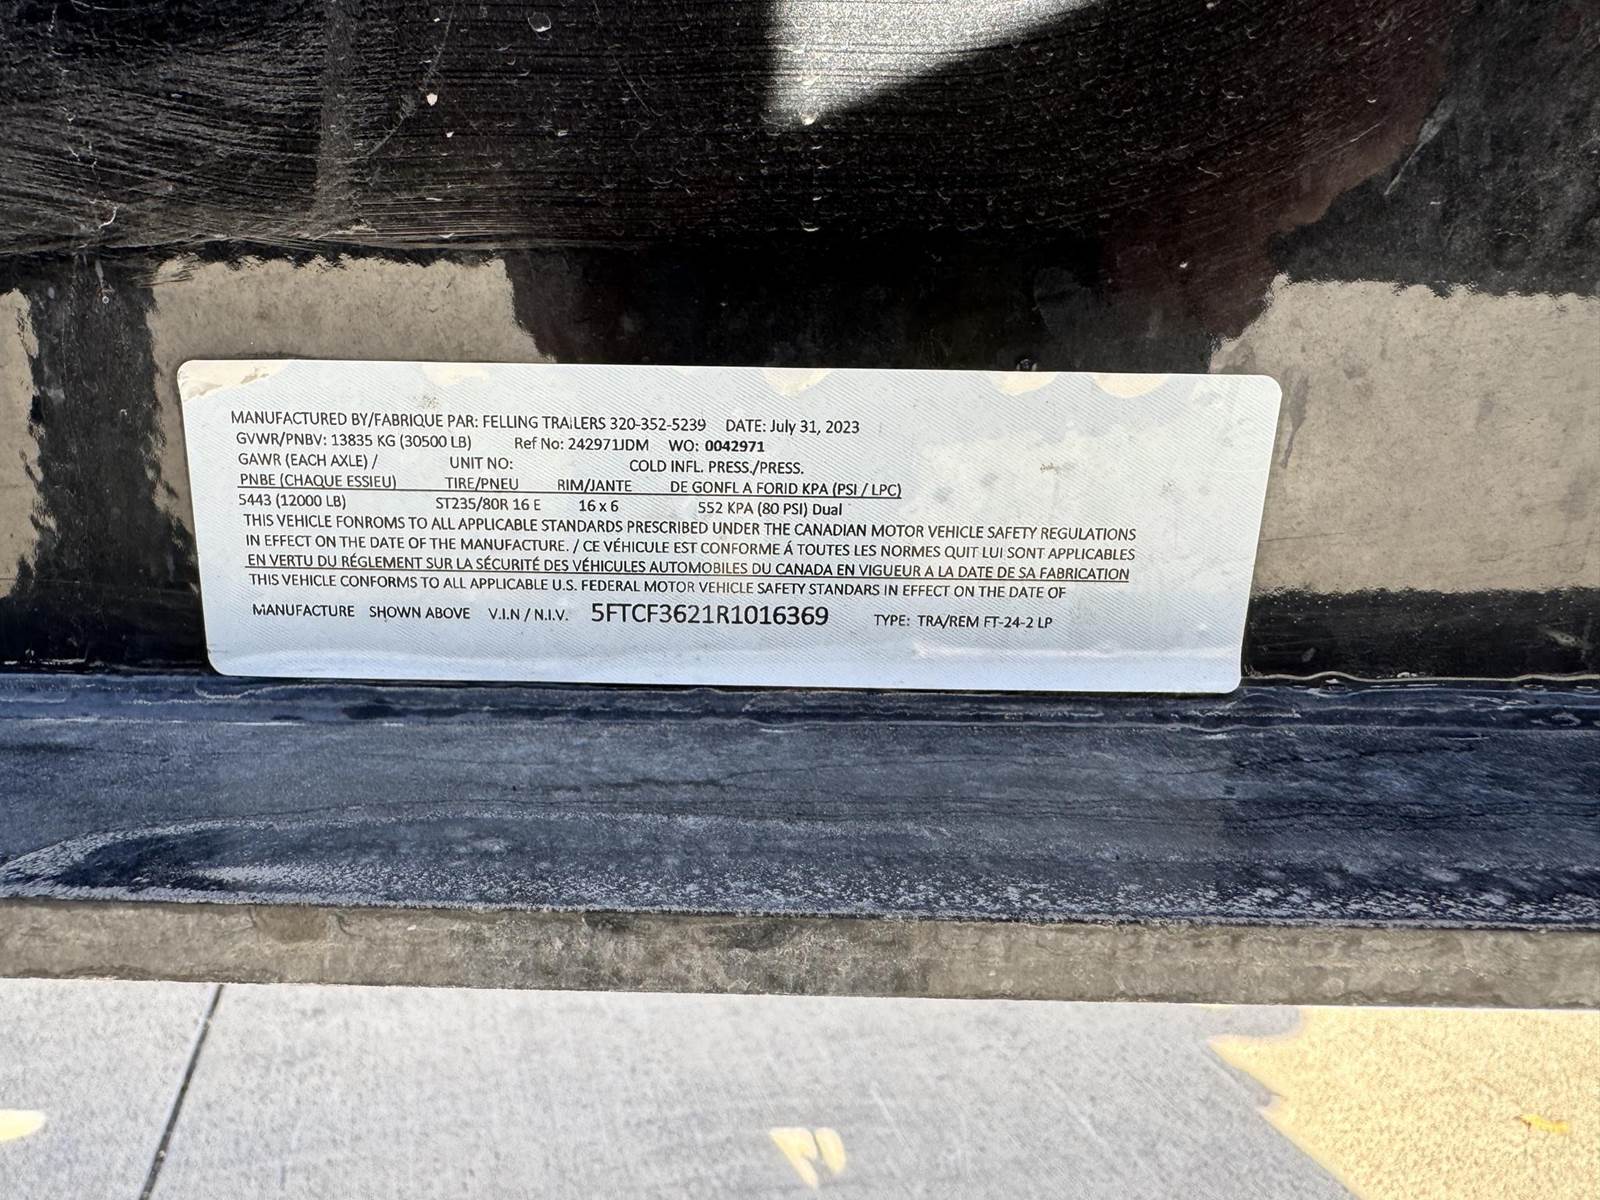 MANUFACTURED BY/FABRIQUE PAR: FELLING TRAILERS 320-352-5239 DATE: July 31, 2023
GVWR/PNBV: 13835 KG (30500 LB) Ref No: 242971JDM WO: 0042971
GAWR (EACH AXLE) / UNIT NO: COLD INFL. PRESS./PRESS.
PNBE (CHAQUE ESSIEU) TIRE/PNEU RIM/JANTE DE GONFL A FORID KPA (PSI / LPC)
5443 (12000 LB) ST235/80R 16 E 16 x 6 552 KPA (80 PSI) Dual
THIS VEHICLE FONROMS TO ALL APPLICABLE STANDARDS PRESCRIBED UNDER THE CANADIAN MOTOR VEHICLE SAFETY REGULATIONS
IN EFFECT ON THE DATE OF THE MANUFACTURE. / CE VÉHICULE EST CONFORME Á TOUTES LES NORMES QUIT LUI SONT APPLICABLES
EN VERTU DU RÉGLEMENT SUR LA SÉCURITÉ DES VÉHICULES AUTOMOBILES DU CANADA EN VIGUEUR A LA DATE DE SA FABRICATION
THIS VEHICLE CONFORMS TO ALL APPLICABLE U.S. FEDERAL MOTOR VEHICLE SAFETY STANDARS IN EFFECT ON THE DATE OF
MANUFACTURE SHOWN ABOVE V.I.N / N.I.V. 5FTCF3621R1016369 TYPE: TRA/REM FT-24-2 LP